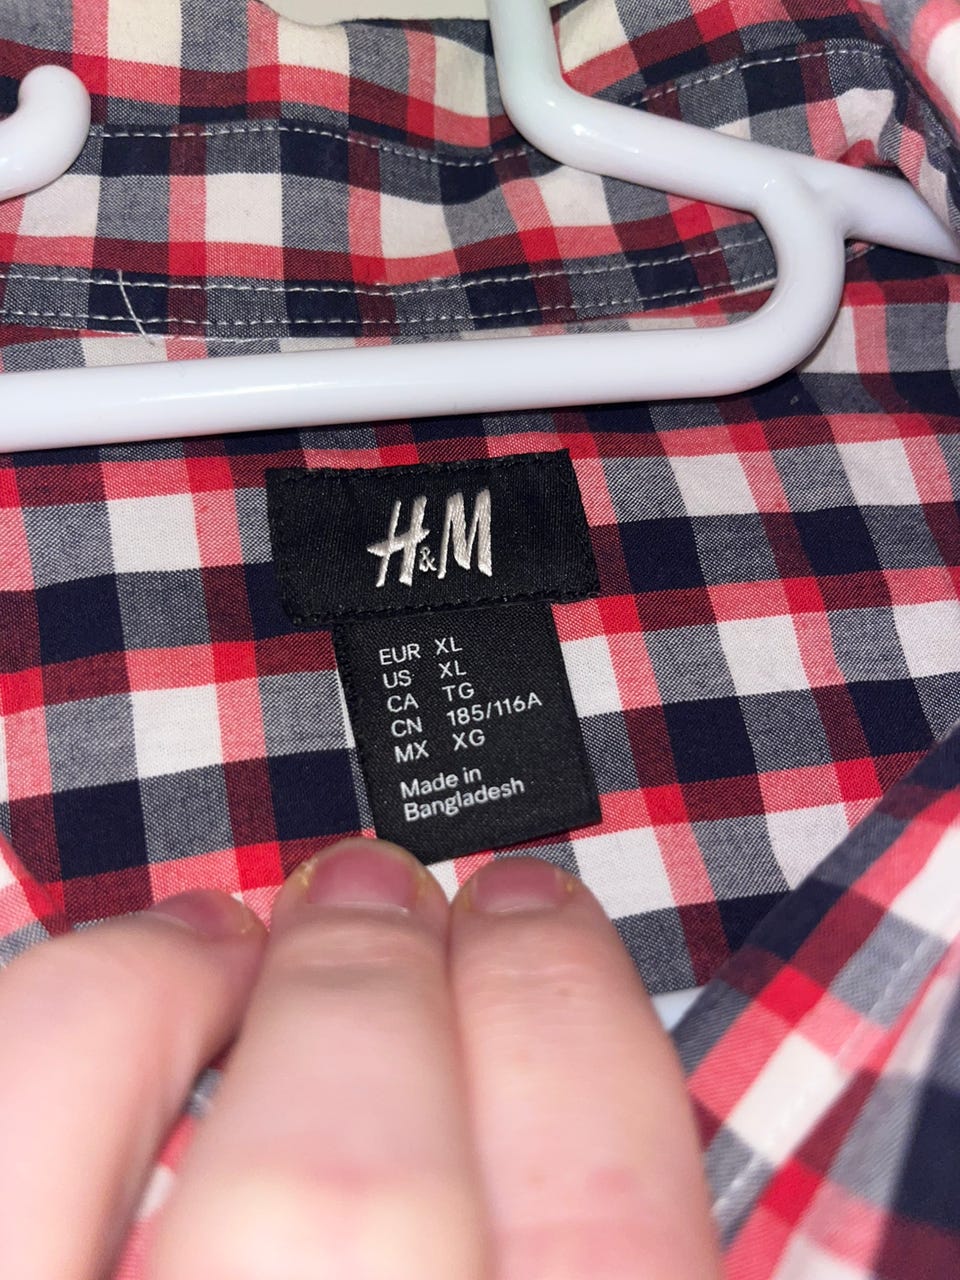 H&M
EUR XL
US XL
CA TG
CN 185/116A
MX XG
Made in
Bangladesh